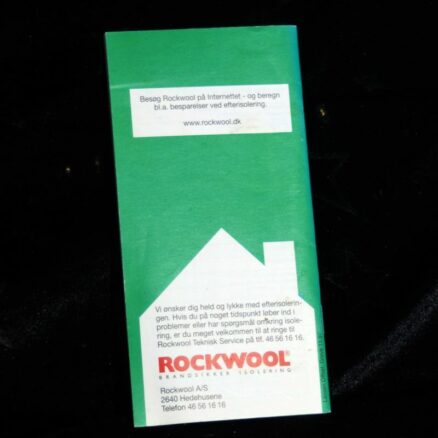 Besøg Rockwool på Internettet - og beregn
bl.a. besparelser ved efterisolering.
www.rockwool.dk
Vi ønsker dig held og lykke med efterisolerin-
gen. Hvis du på noget tidspunkt løber ind i
problemer eller har spørgsmål omkring isole-
ring, er du meget velkommen til at ringe til
Rockwool Teknisk Service på tlf. 46 56 16 16.
ROCKWOOL®
BRANDSIKKER ISOLERING
Rockwool A/S
2640 Hedehusene
Telefon 46 56 16 16